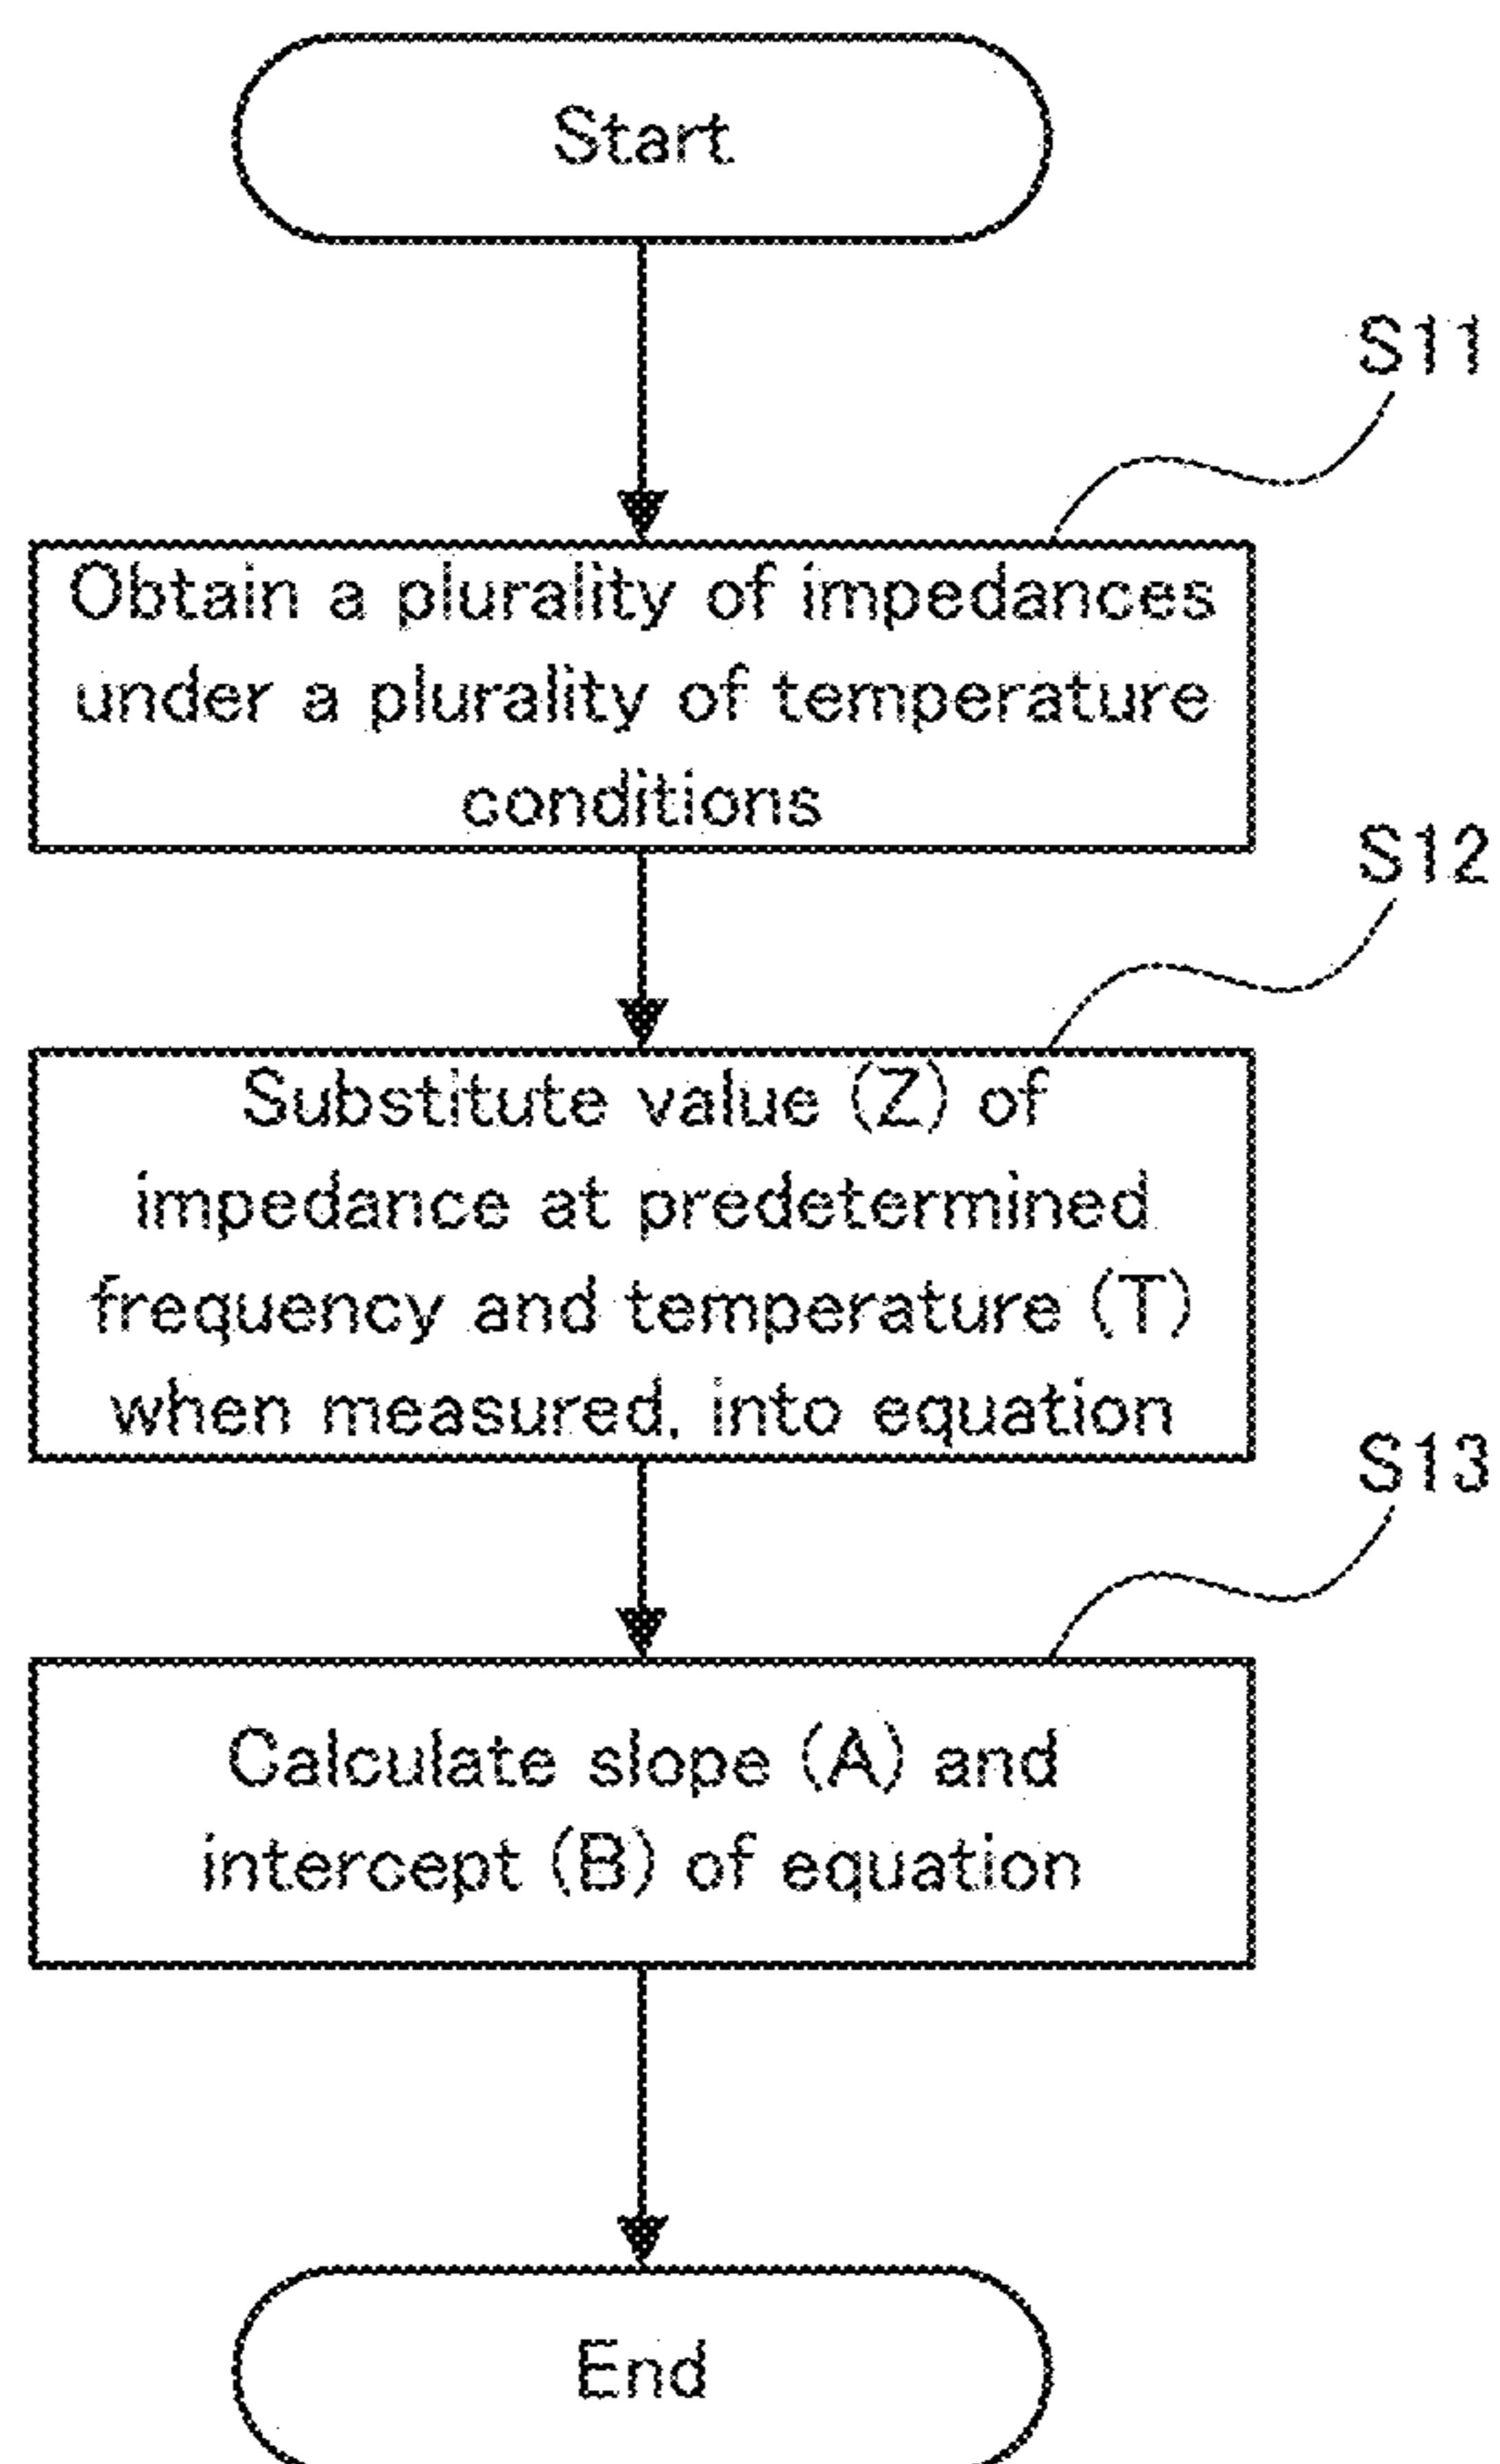 Start
S11
Obtain a plurality of impedances
under a plurality of temperature
conditions
S12
Substitute value (Z) of
impedance at predetermined
frequency and temperature (T)
when measured, into equation
S13
Calculate slope (A) and
intercept (B) of equation
End